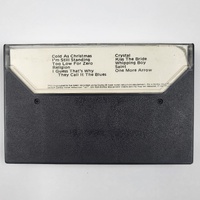 Cold As Christmas
I'm Still Standing
Too Low For Zero
Religion
I Guess That's Why
They Call It The Blues
Crystal
Kiss The Bride
Whipping Boy
Saint
One More Arrow